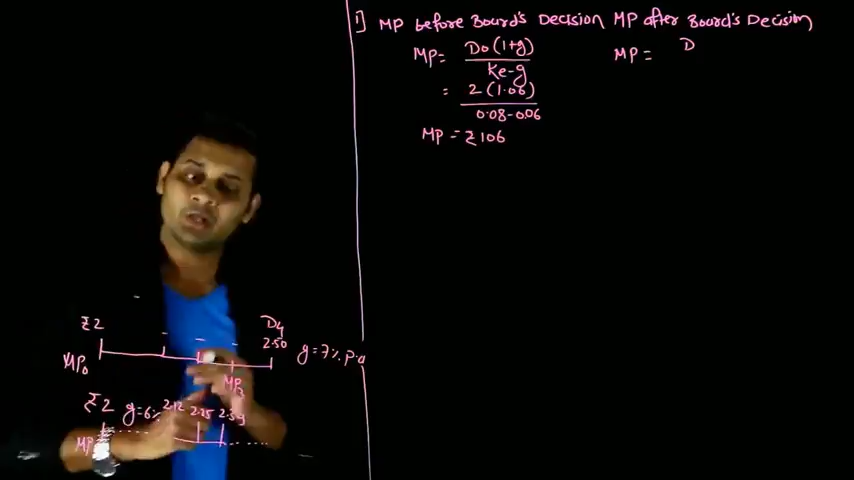 1] MP before Board's Decision MP after Board's Decision
MP = Do (1+g) / Ke-g
MP = D
= 2 (1.06) / 0.08-0.06
MP = ₹106
₹2
D4
2.50
g = 7% p.a
MP0
MP3
₹2 g=6% 2.12 2.25 2.39
MP